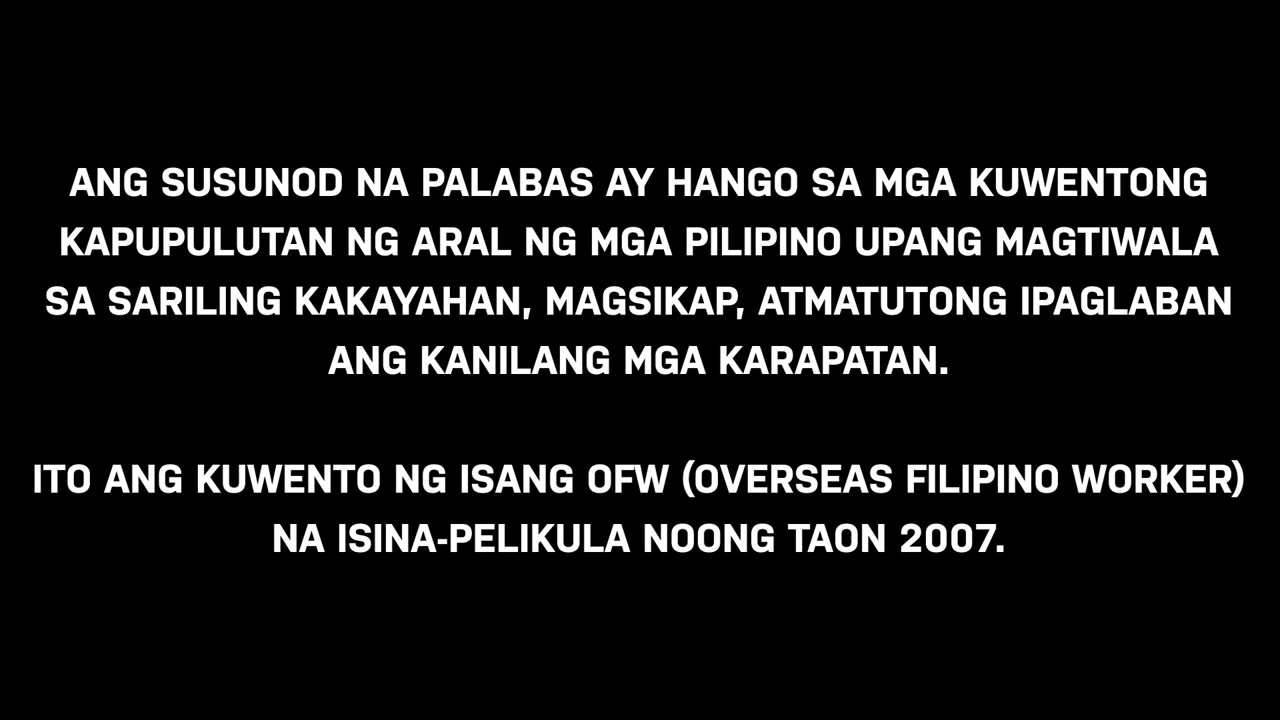 ANG SUSUNOD NA PALABAS AY HANGO SA MGA KUWENTONG
KAPUPULUTAN NG ARAL NG MGA PILIPINO UPANG MAGTIWALA
SA SARILING KAKAYAHAN, MAGSIKAP, ATMATUTONG IPAGLABAN
ANG KANILANG MGA KARAPATAN.
ITO ANG KUWENTO NG ISANG OFW (OVERSEAS FILIPINO WORKER)
NA ISINA-PELIKULA NOONG TAON 2007.